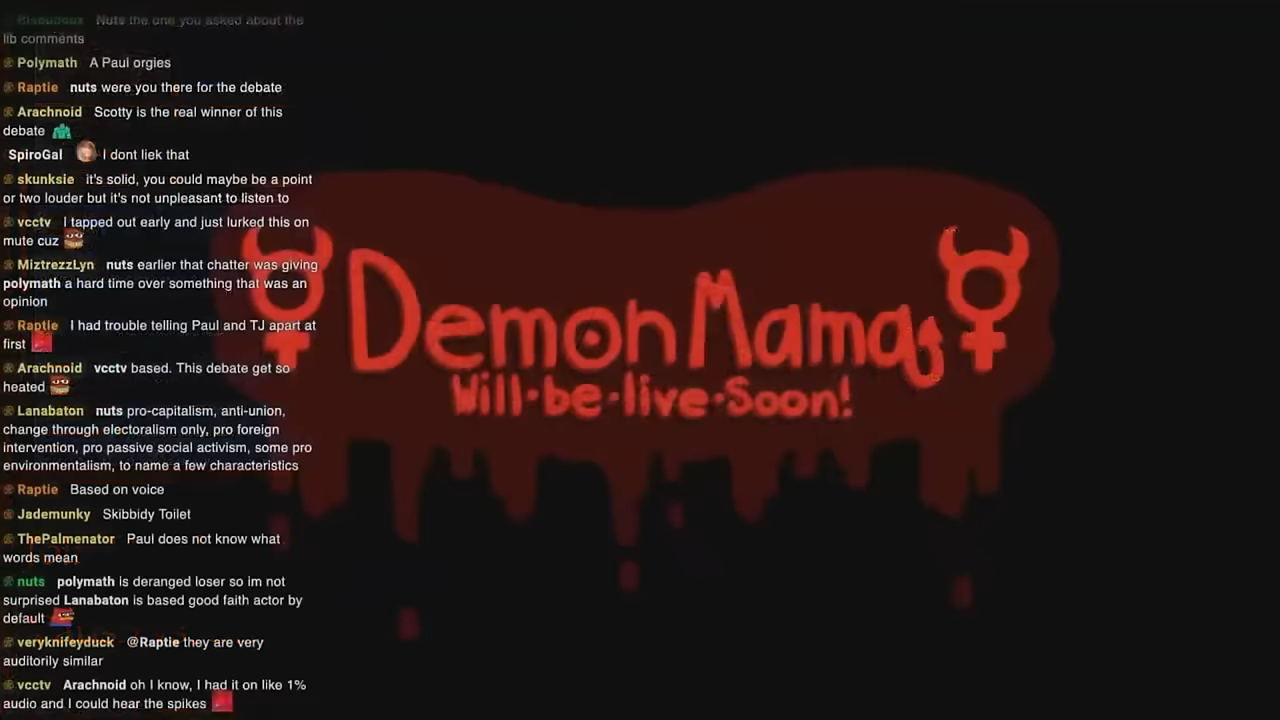 Nuts the one you asked about the
lib comments
Polymath A Paul orgies
Raptie nuts were you there for the debate
Arachnoid Scotty is the real winner of this
debate
SpiroGal I dont liek that
skunksie it's solid, you could maybe be a point
or two louder but it's not unpleasant to listen to
vcctv I tapped out early and just lurked this on
mute cuz
MiztrezzLyn nuts earlier that chatter was giving
polymath a hard time over something that was an
opinion
Raptie I had trouble telling Paul and TJ apart at
first
Arachnoid vcctv based. This debate get so
heated
Lanabaton nuts pro-capitalism, anti-union,
change through electoralism only, pro foreign
intervention, pro passive social activism, some pro
environmentalism, to name a few characteristics
Raptie Based on voice
Jademunky Skibbidy Toilet
ThePalmenator Paul does not know what
words mean
nuts polymath is deranged loser so im not
surprised Lanabaton is based good faith actor by
default
veryknifeyduck @Raptie they are very
auditorily similar
vcctv Arachnoid oh I know, I had it on like 1%
audio and I could hear the spikes
DemonMama
Will-be-live-Soon!